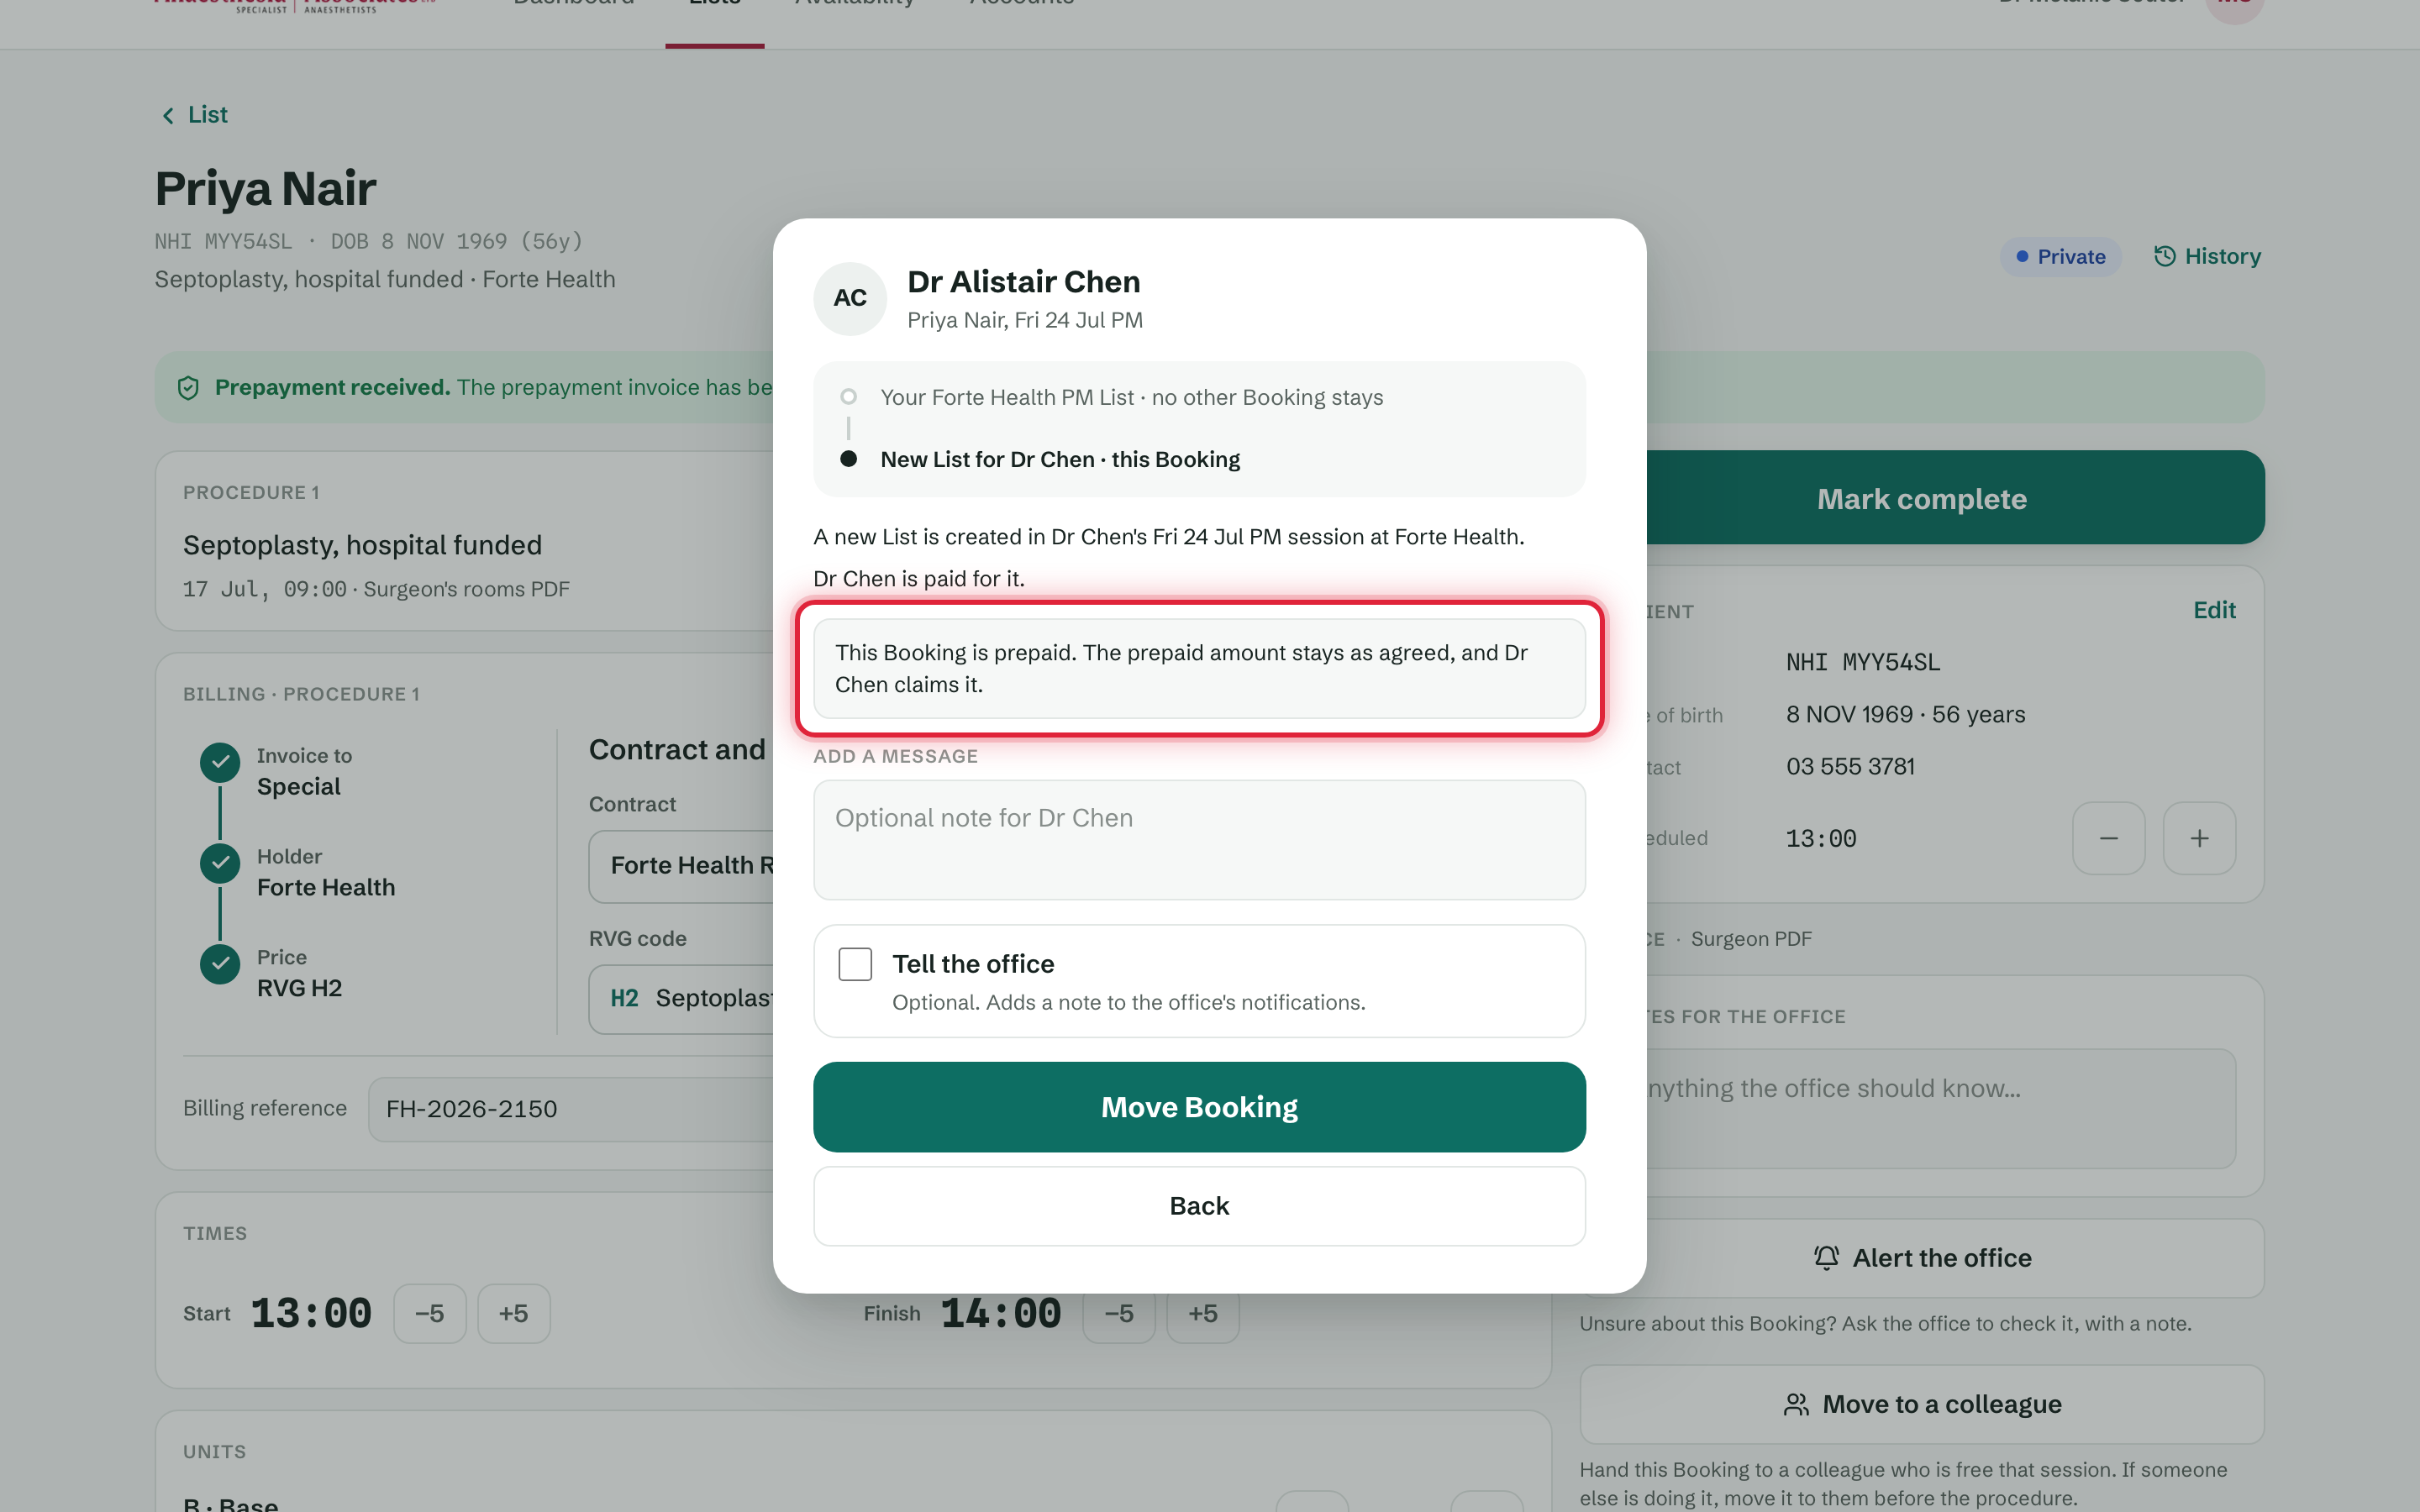 SPECIALIST | ANAESTHETISTS
Dashboard Lists Availability Accounts
List
Priya Nair
NHI MYY54SL · DOB 8 NOV 1969 (56y)
Septoplasty, hospital funded · Forte Health
Private
History
Prepayment received. The prepayment invoice has be
PROCEDURE 1
Septoplasty, hospital funded
17 Jul, 09:00 · Surgeon's rooms PDF
BILLING · PROCEDURE 1
Invoice to
Special
Holder
Forte Health
Price
RVG H2
Contract and
Contract
Forte Health R
RVG code
H2 Septoplast
Billing reference FH-2026-2150
TIMES
Start 13:00 −5 +5
Finish 14:00 −5 +5
UNITS
B · Base
AC
Dr Alistair Chen
Priya Nair, Fri 24 Jul PM
Your Forte Health PM List · no other Booking stays
New List for Dr Chen · this Booking
A new List is created in Dr Chen's Fri 24 Jul PM session at Forte Health.
Dr Chen is paid for it.
This Booking is prepaid. The prepaid amount stays as agreed, and Dr
Chen claims it.
ADD A MESSAGE
Optional note for Dr Chen
Tell the office
Optional. Adds a note to the office's notifications.
Move Booking
Back
Mark complete
IENT
Edit
NHI MYY54SL
e of birth 8 NOV 1969 · 56 years
tact 03 555 3781
eduled 13:00 − +
CE · Surgeon PDF
TES FOR THE OFFICE
nything the office should know...
Alert the office
Unsure about this Booking? Ask the office to check it, with a note.
Move to a colleague
Hand this Booking to a colleague who is free that session. If someone
else is doing it, move it to them before the procedure.